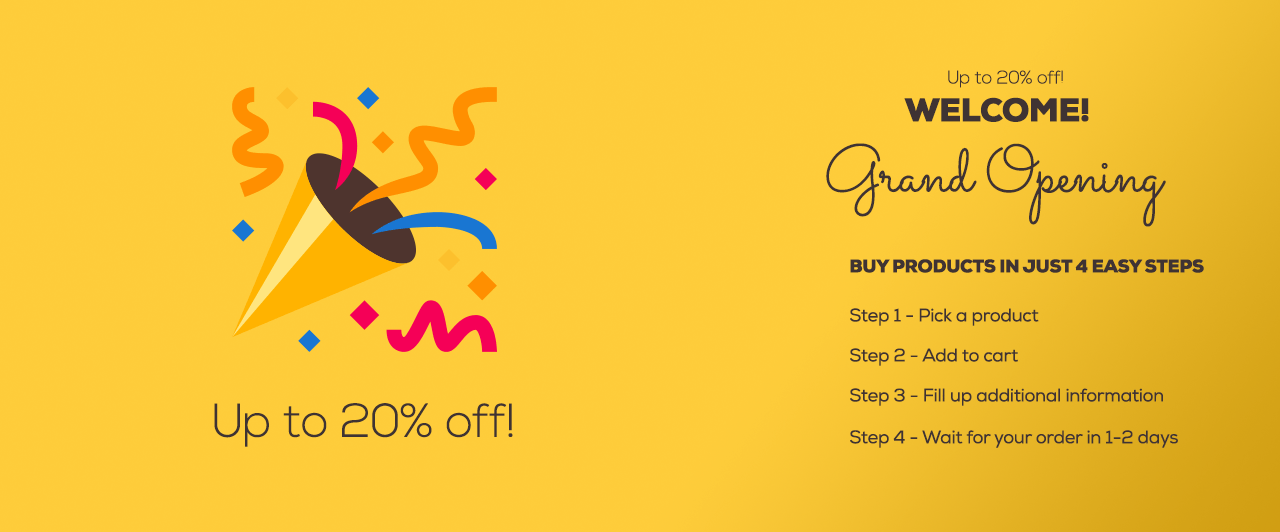 Up to 20% off!
Up to 20% off!
WELCOME!
Grand Opening
BUY PRODUCTS IN JUST 4 EASY STEPS
Step 1 - Pick a product
Step 2 - Add to cart
Step 3 - Fill up additional information
Step 4 - Wait for your order in 1-2 days